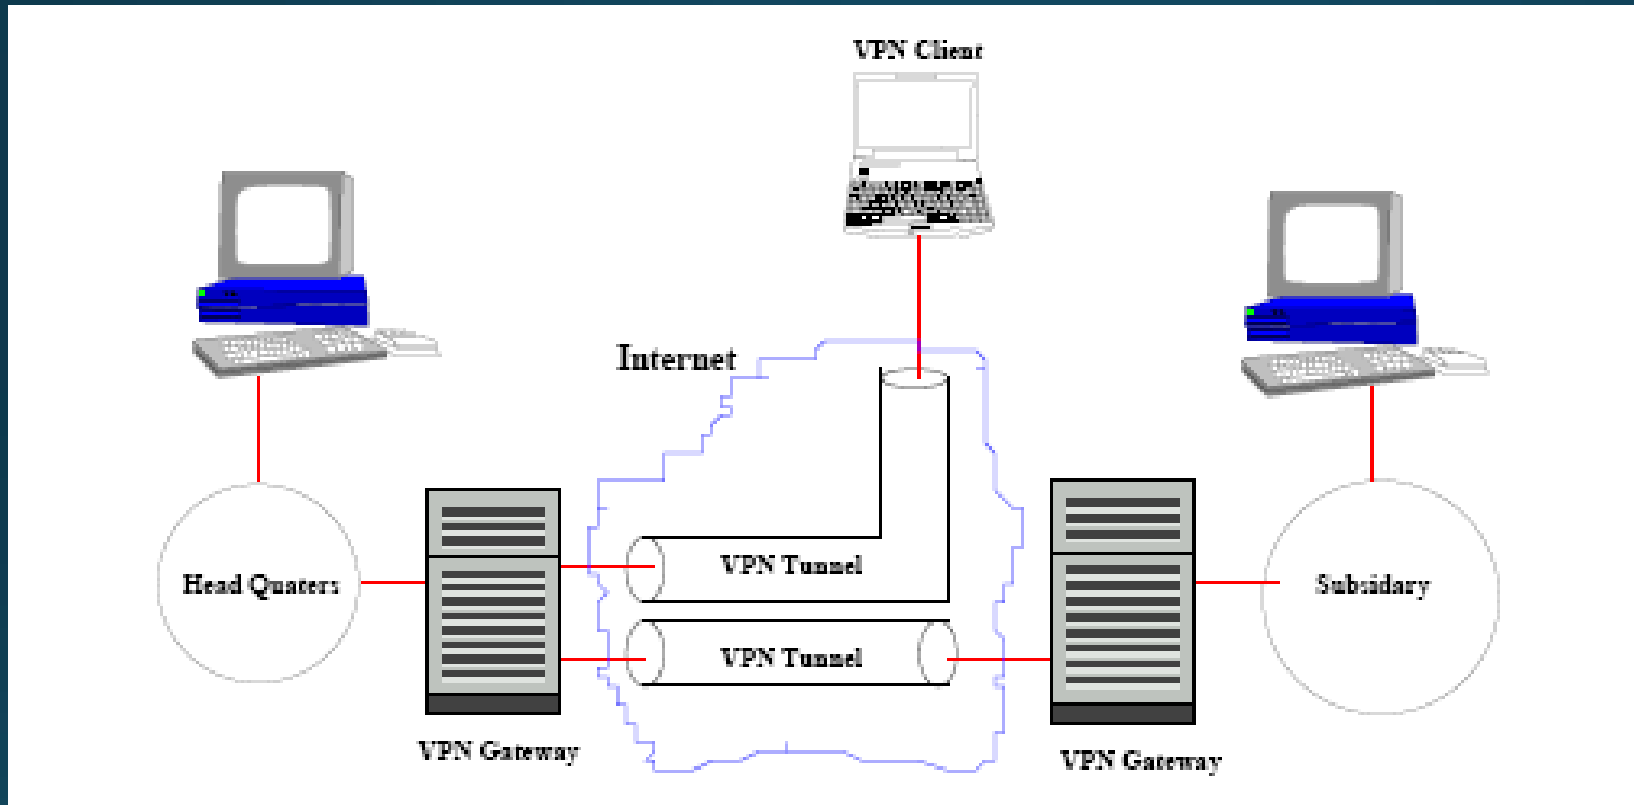 VPN Client
Internet
VPN Tunnel
Head Quaters
Subsidary
VPN Tunnel
VPN Gateway
VPN Gateway